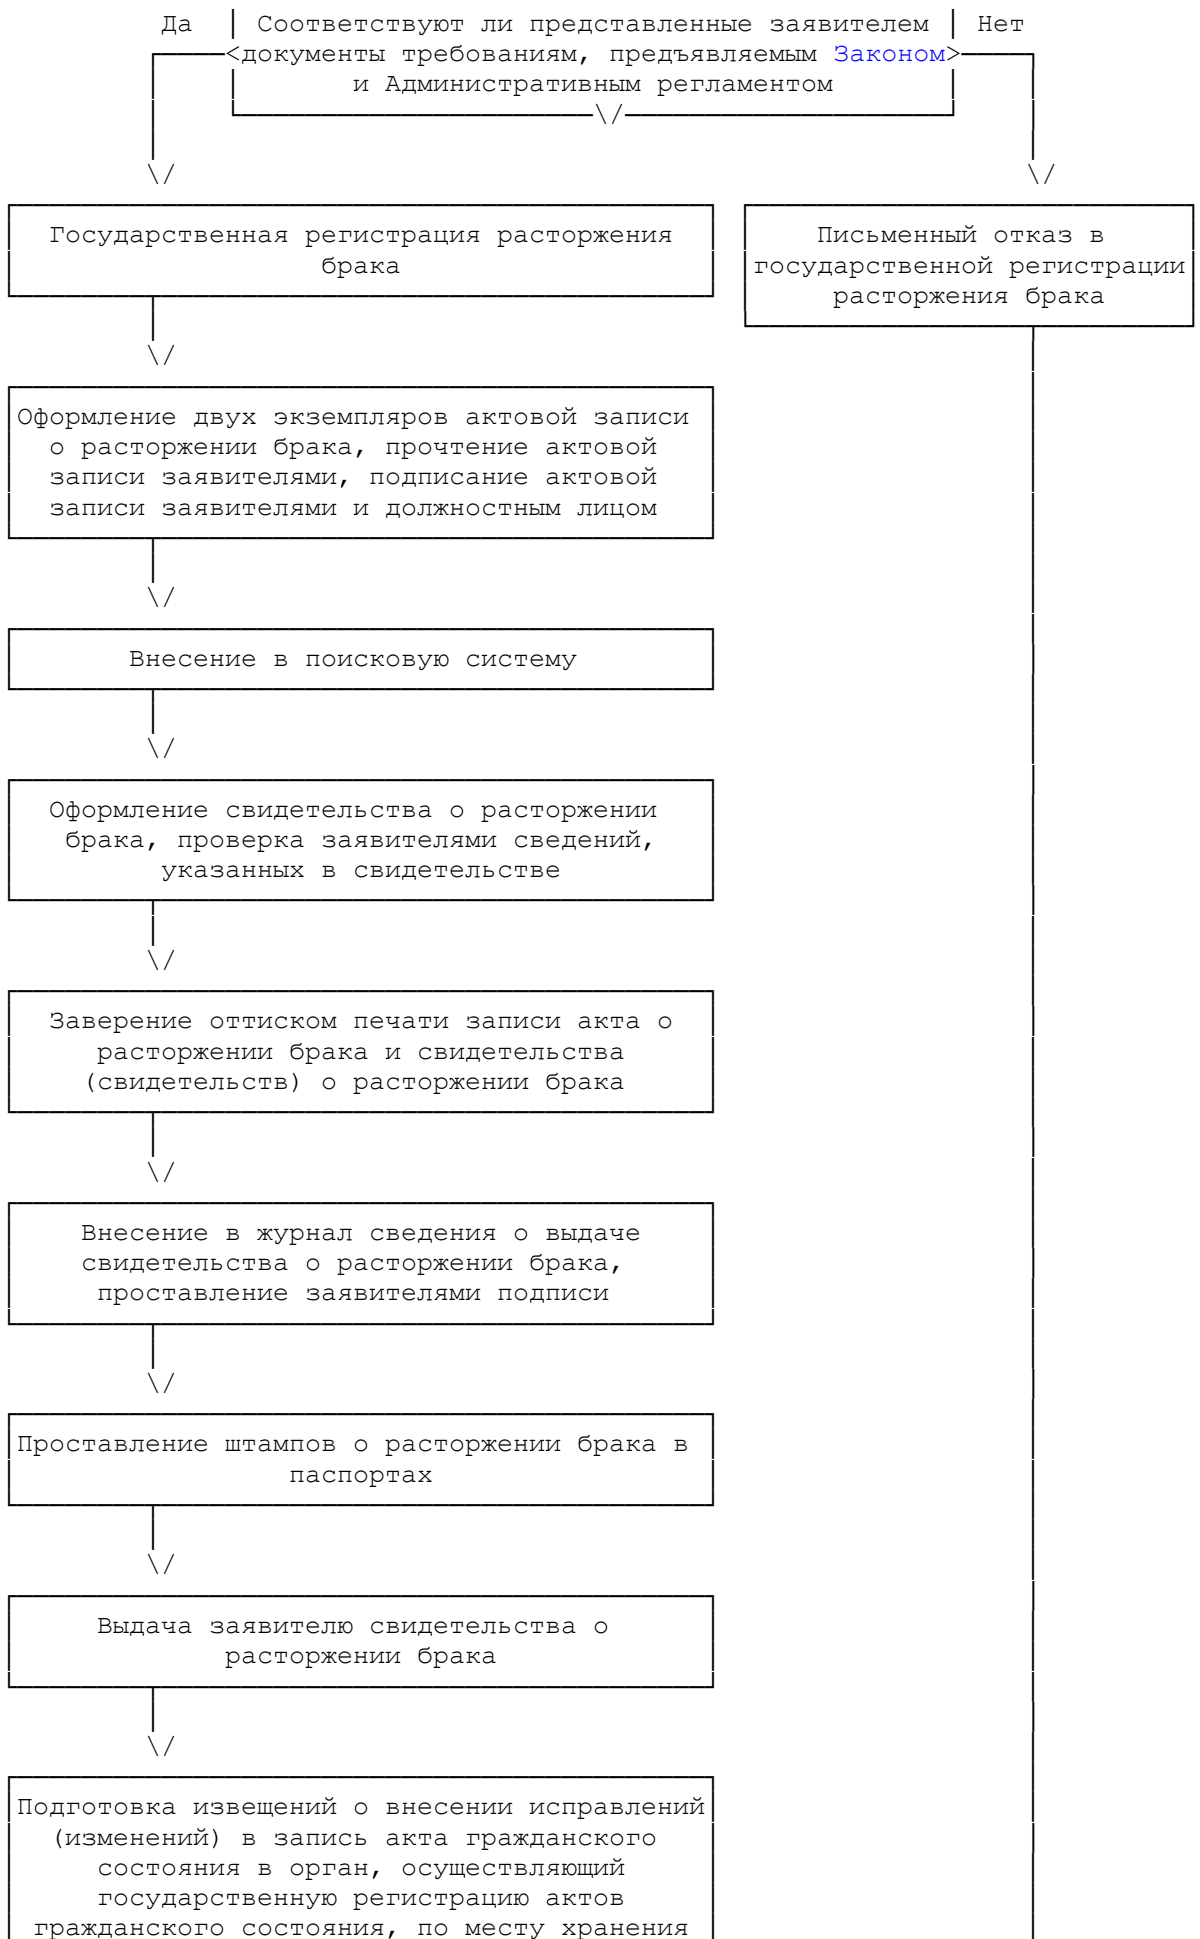 Да
Соответствуют ли представленные заявителем
Нет
<документы требованиям, предъявляемым Законом>
и Административным регламентом
\/
\/
\/
Государственная регистрация расторжения
брака
Письменный отказ в
государственной регистрации
расторжения брака
\/
Оформление двух экземпляров актовой записи
о расторжении брака, прочтение актовой
записи заявителями, подписание актовой
записи заявителями и должностным лицом
\/
Внесение в поисковую систему
\/
Оформление свидетельства о расторжении
брака, проверка заявителями сведений,
указанных в свидетельстве
\/
Заверение оттиском печати записи акта о
расторжении брака и свидетельства
(свидетельств) о расторжении брака
\/
Внесение в журнал сведения о выдаче
свидетельства о расторжении брака,
проставление заявителями подписи
\/
Проставление штампов о расторжении брака в
паспортах
\/
Выдача заявителю свидетельства о
расторжении брака
\/
Подготовка извещений о внесении исправлений
(изменений) в запись акта гражданского
состояния в орган, осуществляющий
государственную регистрацию актов
гражданского состояния, по месту хранения